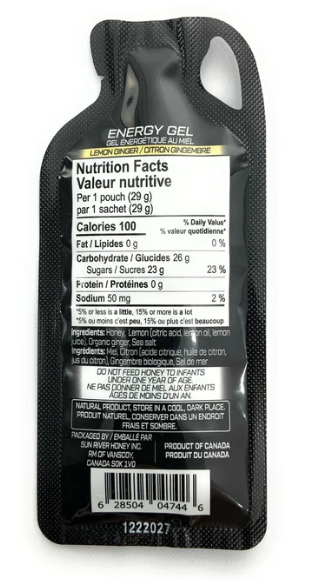 ENERGY GEL
GEL ÉNERGÉTIQUE AU MIEL
LEMON GINGER / CITRON GINGEMBRE
Nutrition Facts
Valeur nutritive
Per 1 pouch (29 g)
par 1 sachet (29 g)
Calories 100
% Daily Value*
% valeur quotidienne*
Fat / Lipides 0 g 0 %
Carbohydrate / Glucides 26 g
Sugars / Sucres 23 g 23 %
Protein / Protéines 0 g
Sodium 50 mg 2 %
*5% or less is a little, 15% or more is a lot
*5% ou moins c'est peu, 15% ou plus c'est beaucoup
Ingredients: Honey, Lemon (citric acid, lemon oil, lemon
juice), Organic ginger, Sea salt
Ingrédients: Miel, Citron (acide citrique, huile de citron,
jus du citron), Gingembre biologique, Sel de mer
DO NOT FEED HONEY TO INFANTS
UNDER ONE YEAR OF AGE.
NE PAS DONNER DE MIEL AUX ENFANTS
ÂGÉS DE MOINS D'UN AN.
NATURAL PRODUCT, STORE IN A COOL, DARK PLACE.
PRODUIT NATUREL, CONSERVER DANS UN ENDROIT
FRAIS ET SOMBRE.
PACKAGED BY / EMBALLÉ PAR
SUN RIVER HONEY INC.
RM OF VANSCOY,
CANADA S0K 1V0
PRODUCT OF CANADA
PRODUIT DU CANADA
6 28504 04744 6
1222027